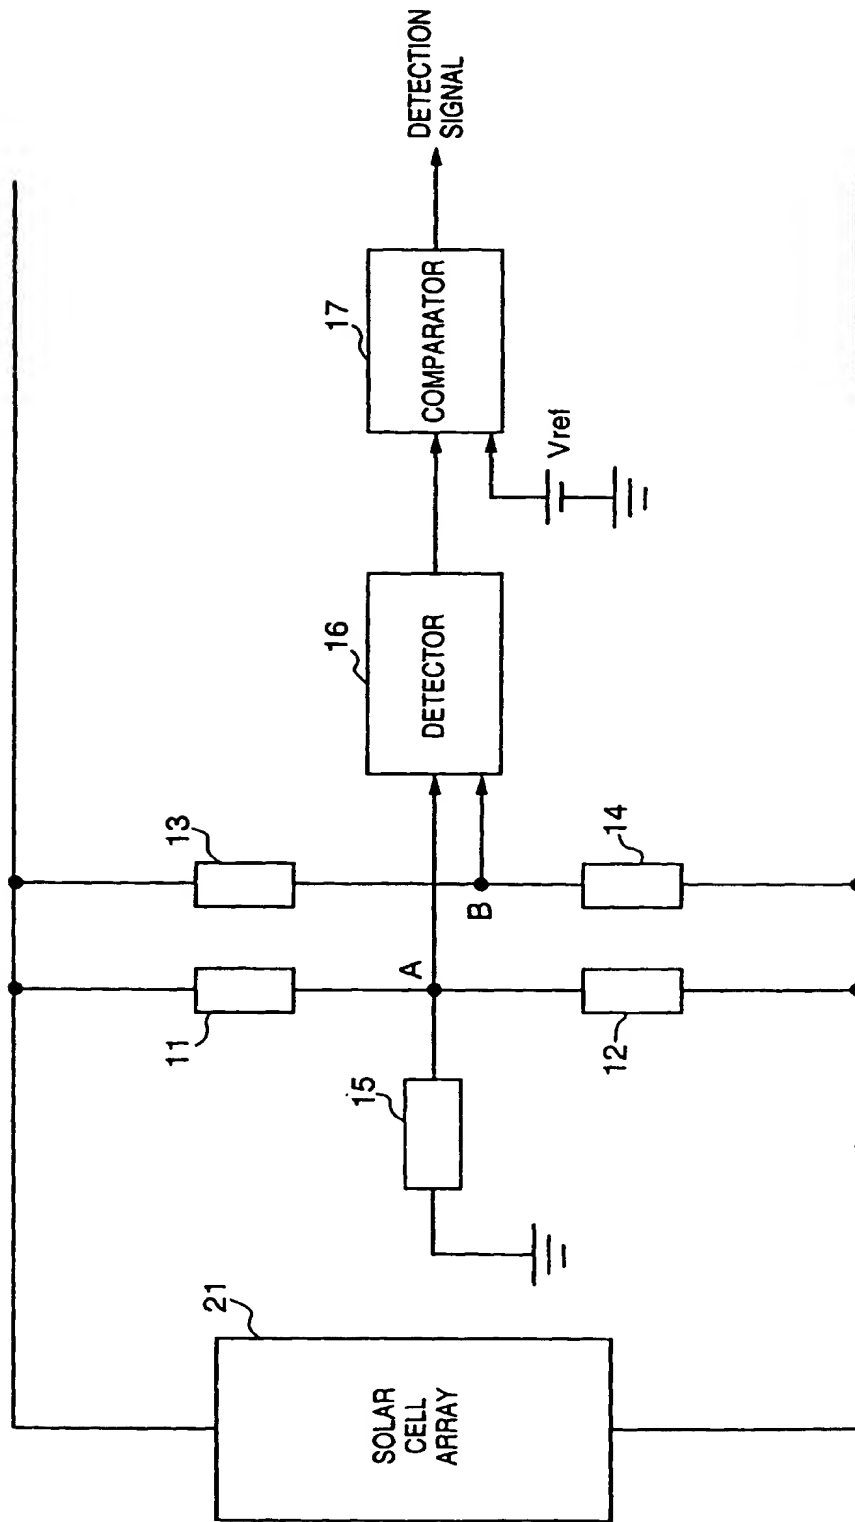 21
SOLAR
CELL
ARRAY
11
13
15
A
B
12
14
16
DETECTOR
17
COMPARATOR
Vref
DETECTION
SIGNAL